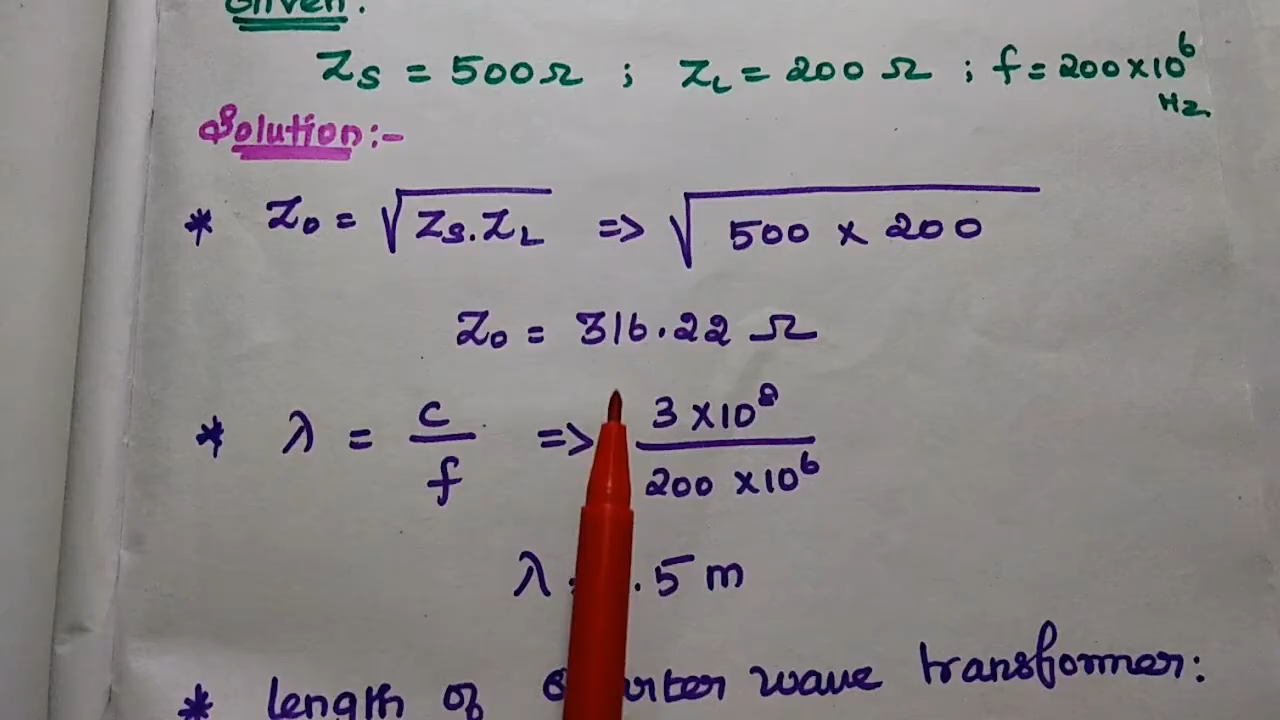 Given:
Zs = 500Ω ; ZL = 200 Ω ; f = 200×10⁶
Hz
Solution:-
* Z₀ = √Zs.ZL => √500 × 200
Z₀ = 316.22 Ω
* λ = c/f => 3×10⁸/200×10⁶
λ .5 m
* length of wave transformer: